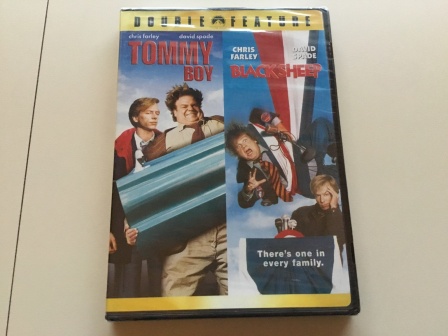 DOUBLE FEATURE
chris farley david spade
TOMMY
BOY
CHRIS
FARLEY
DAVID
SPADE
BLACK SHEEP
There's one in
every family.